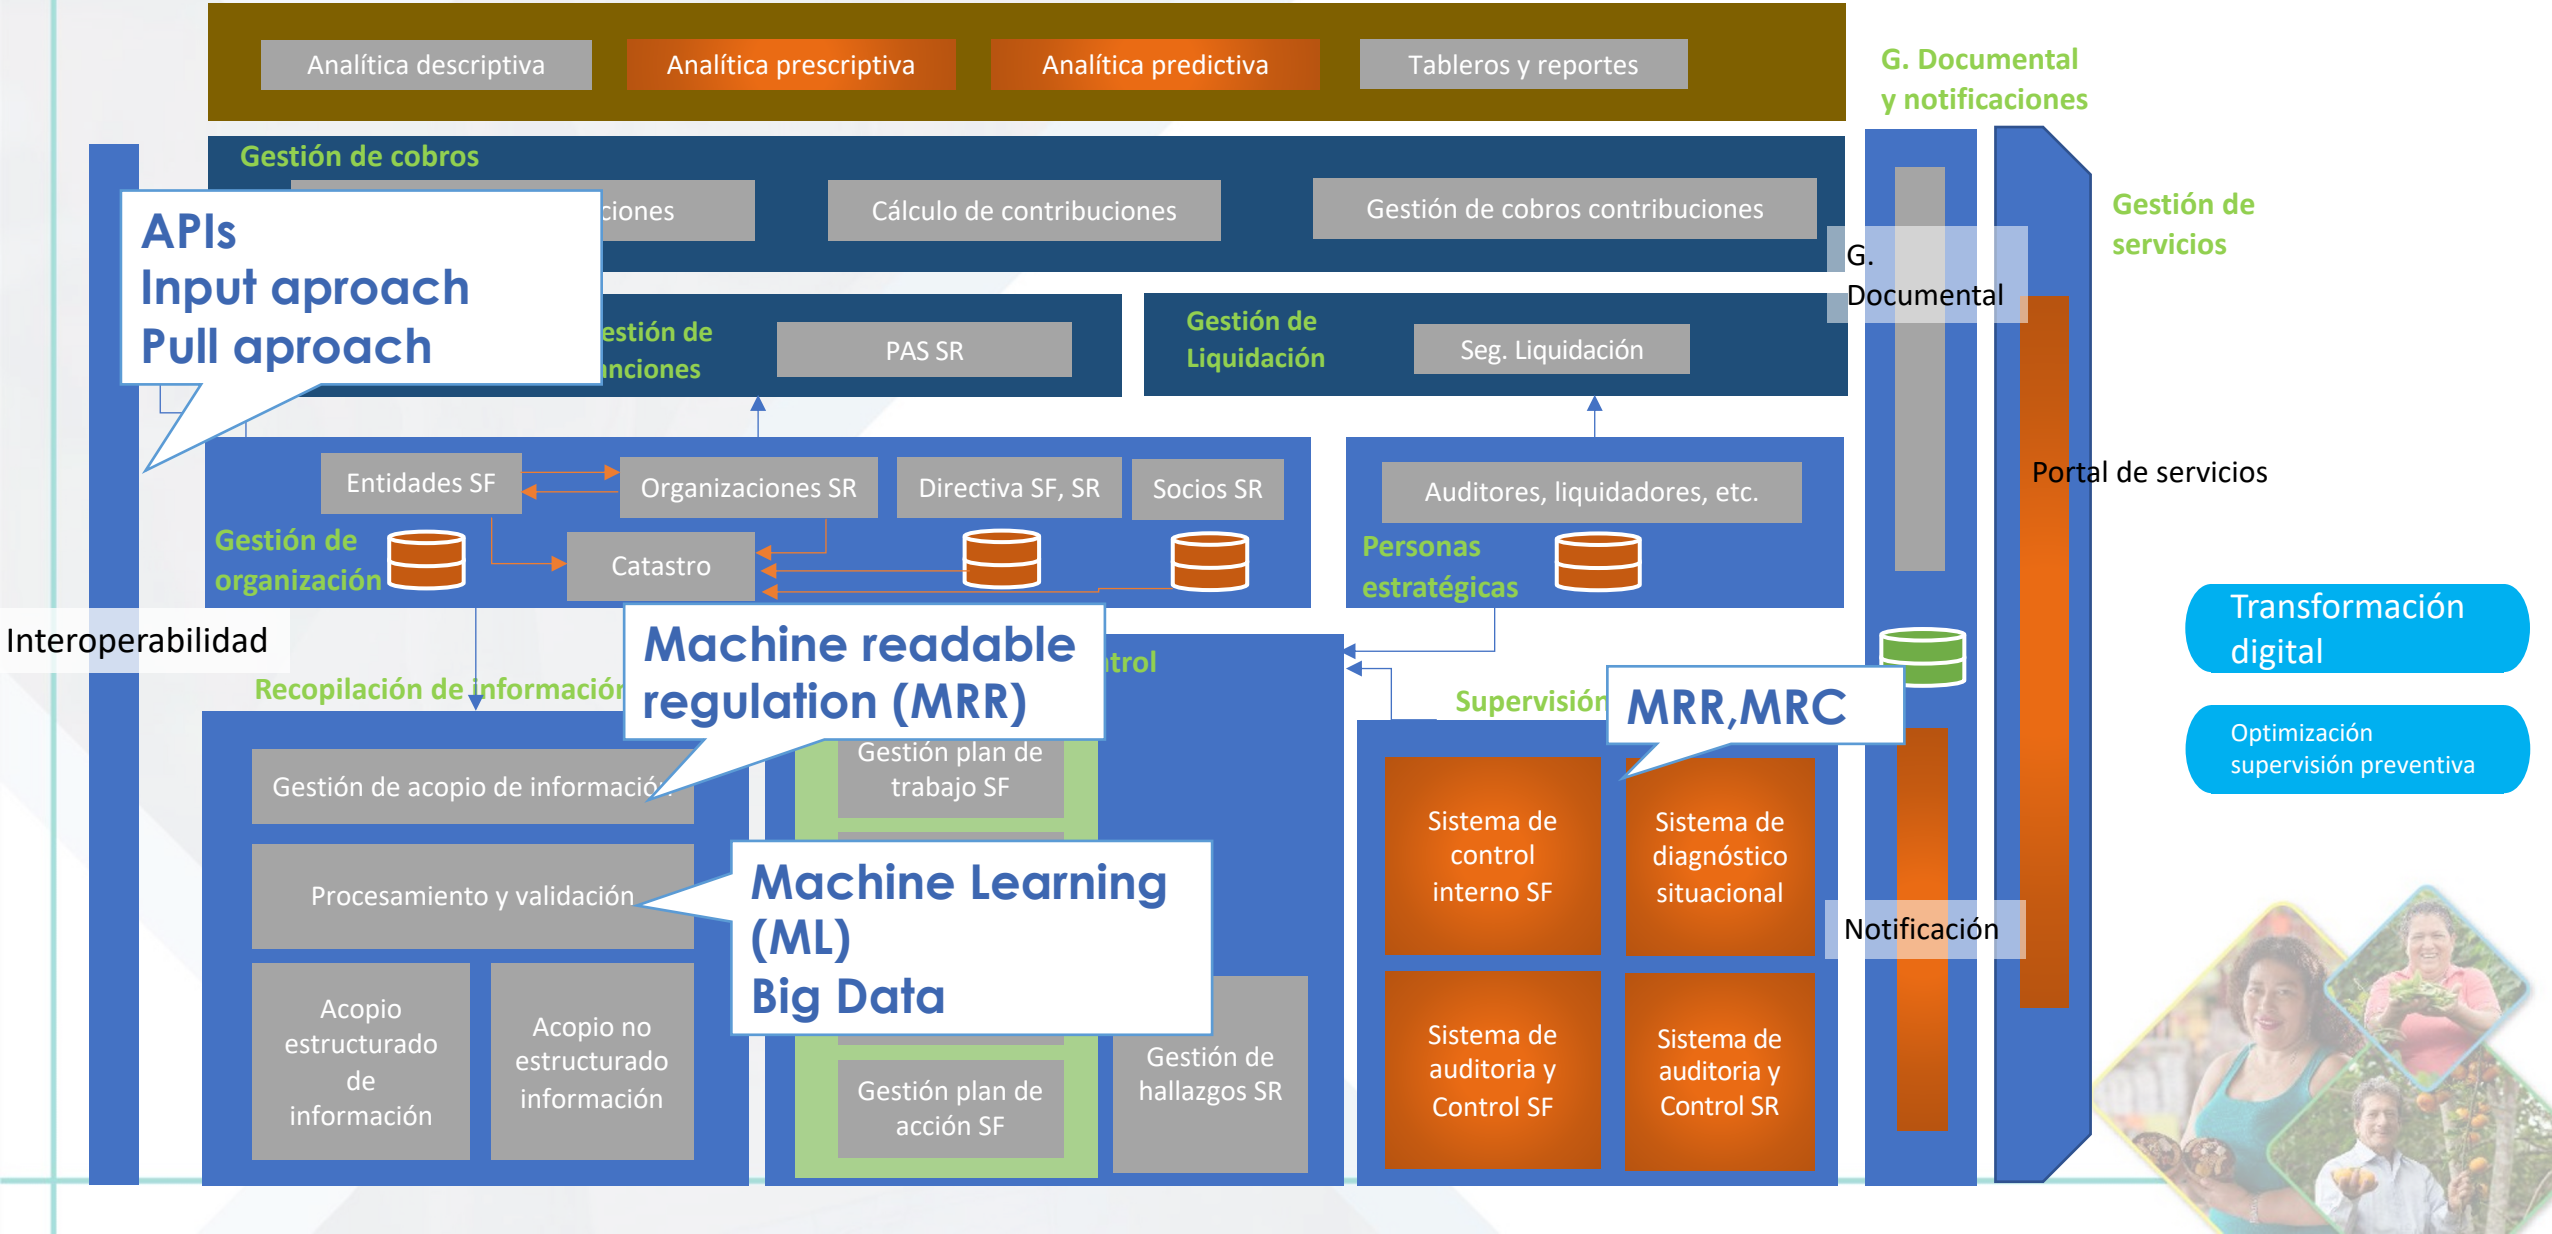 Analítica descriptiva
Analítica prescriptiva
Analítica predictiva
Tableros y reportes
G. Documental
y notificaciones
Gestión de cobros
Cálculo de contribuciones
Gestión de cobros contribuciones
APIs
Input aproach
Pull aproach
Gestión de
servicios
G.
Documental
PAS SR
Gestión de
Liquidación
Seg. Liquidación
Entidades SF
Organizaciones SR
Directiva SF, SR
Socios SR
Auditores, liquidadores, etc.
Portal de servicios
Gestión de
organización
Catastro
Personas
estratégicas
Interoperabilidad
Transformación
digital
Optimización
supervisión preventiva
Recopilación de información
Machine readable
regulation (MRR)
Supervisión
MRR,MRC
Gestión de acopio de información
Procesamiento y validación
Acopio
estructurado
de
información
Acopio no
estructurado
información
Gestión plan de
trabajo SF
Machine Learning
(ML)
Big Data
Gestión plan de
acción SF
Gestión de
hallazgos SR
Sistema de
control
interno SF
Sistema de
diagnóstico
situacional
Sistema de
auditoria y
Control SF
Sistema de
auditoria y
Control SR
Notificación